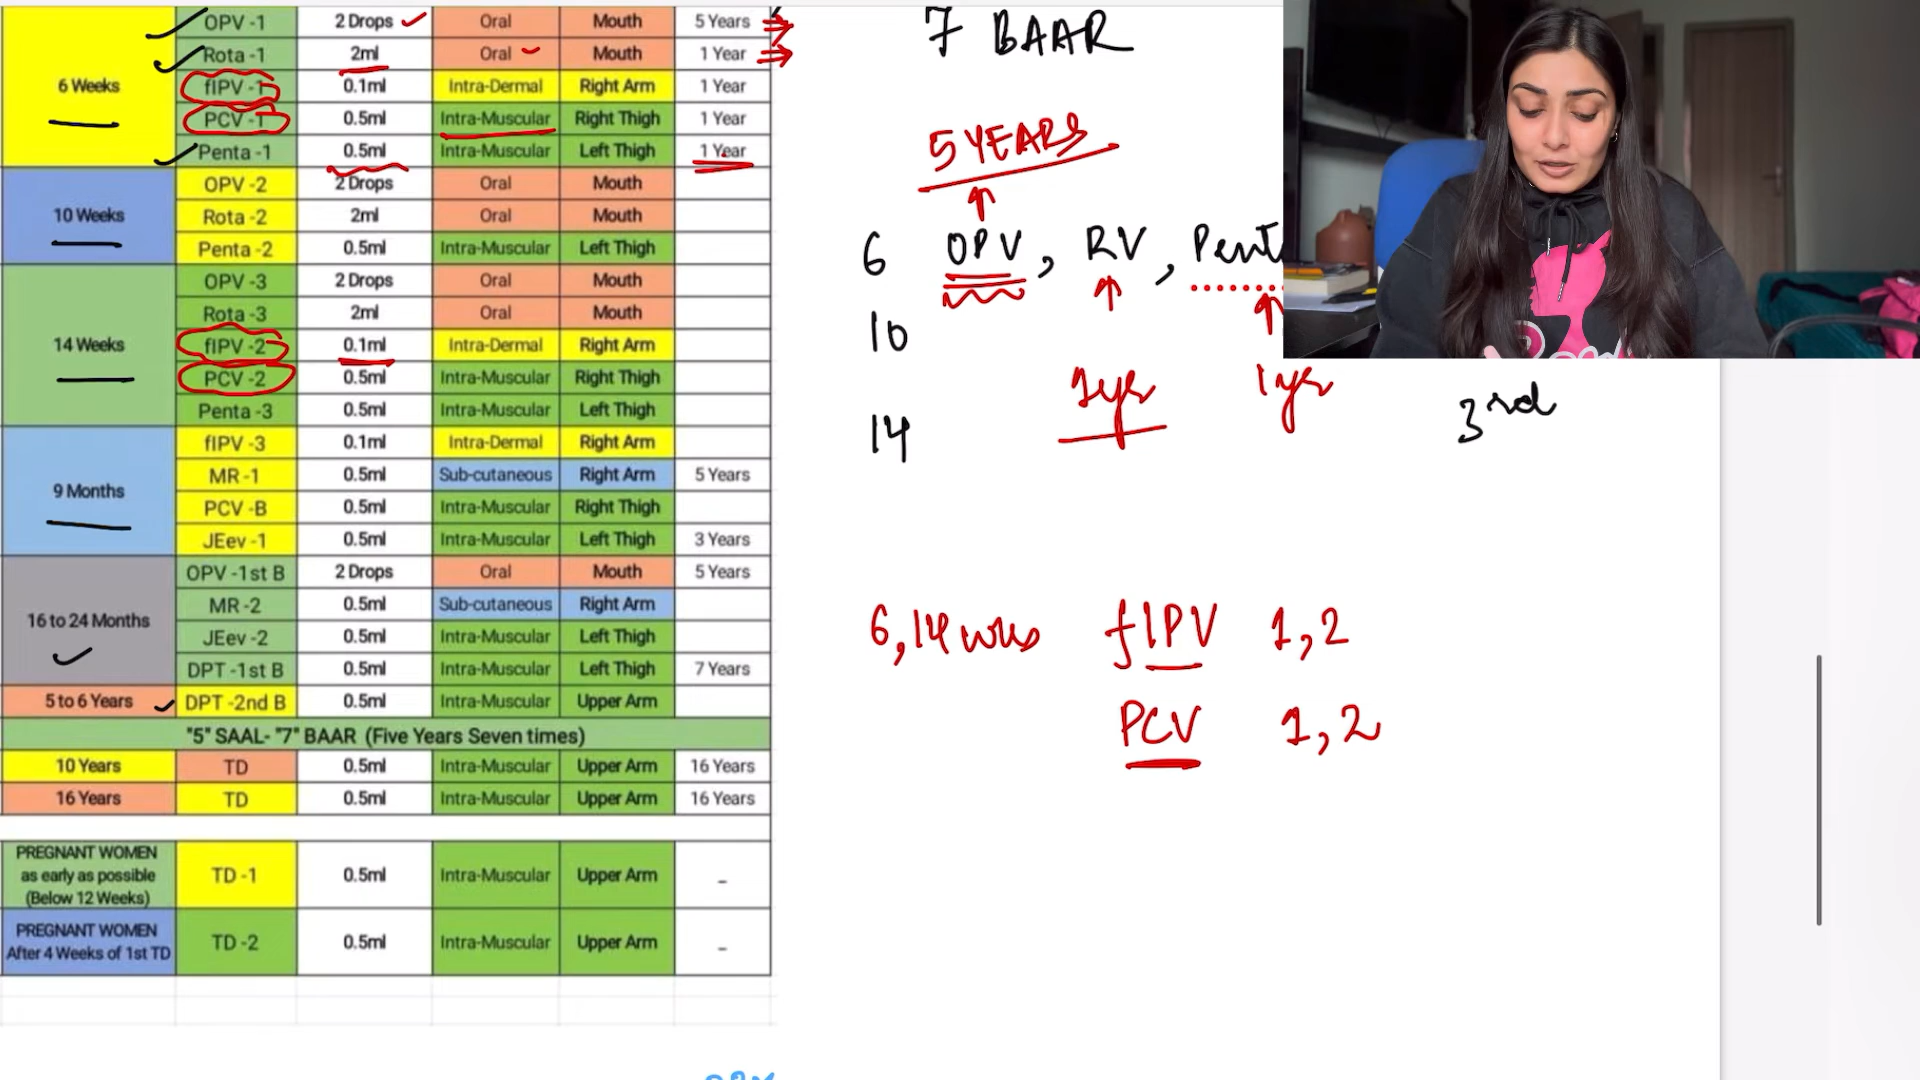 6 Weeks
OPV -1 2 Drops Oral Mouth 5 Years
Rota -1 2ml Oral Mouth 1 Year
fIPV -1 0.1ml Intra-Dermal Right Arm 1 Year
PCV -1 0.5ml Intra-Muscular Right Thigh 1 Year
Penta -1 0.5ml Intra-Muscular Left Thigh 1 Year
10 Weeks
OPV -2 2 Drops Oral Mouth
Rota -2 2ml Oral Mouth
Penta -2 0.5ml Intra-Muscular Left Thigh
14 Weeks
OPV -3 2 Drops Oral Mouth
Rota -3 2ml Oral Mouth
fIPV -2 0.1ml Intra-Dermal Right Arm
PCV -2 0.5ml Intra-Muscular Right Thigh
Penta -3 0.5ml Intra-Muscular Left Thigh
9 Months
fIPV -3 0.1ml Intra-Dermal Right Arm
MR -1 0.5ml Sub-cutaneous Right Arm 5 Years
PCV -B 0.5ml Intra-Muscular Right Thigh
JEev -1 0.5ml Intra-Muscular Left Thigh 3 Years
16 to 24 Months
OPV -1st B 2 Drops Oral Mouth 5 Years
MR -2 0.5ml Sub-cutaneous Right Arm
JEev -2 0.5ml Intra-Muscular Left Thigh
DPT -1st B 0.5ml Intra-Muscular Left Thigh 7 Years
5 to 6 Years DPT -2nd B 0.5ml Intra-Muscular Upper Arm
"5" SAAL- "7" BAAR (Five Years Seven times)
10 Years TD 0.5ml Intra-Muscular Upper Arm 16 Years
16 Years TD 0.5ml Intra-Muscular Upper Arm 16 Years
PREGNANT WOMEN
as early as possible
(Below 12 Weeks)
TD -1 0.5ml Intra-Muscular Upper Arm -
PREGNANT WOMEN
After 4 Weeks of 1st TD
TD -2 0.5ml Intra-Muscular Upper Arm -
7 BAAR
5 YEARS
6 OPV, RV, Penta
10
1yr 1yr 3rd
14
6,14 wks fIPV 1,2
PCV 1,2